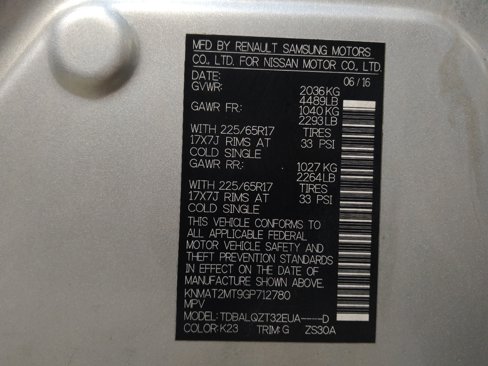 MFD BY RENAULT SAMSUNG MOTORS
CO., LTD. FOR NISSAN MOTOR CO., LTD.
DATE: 06/16
GVWR: 2036KG
4489LB
GAWR FR: 1040KG
2293LB
WITH 225/65R17 TIRES
17X7J RIMS AT 33 PSI
COLD SINGLE
GAWR RR: 1027KG
2264LB
WITH 225/65R17 TIRES
17X7J RIMS AT 33 PSI
COLD SINGLE
THIS VEHICLE CONFORMS TO
ALL APPLICABLE FEDERAL
MOTOR VEHICLE SAFETY AND
THEFT PREVENTION STANDARDS
IN EFFECT ON THE DATE OF
MANUFACTURE SHOWN ABOVE.
KNMAT2MT9GP712780
MPV
MODEL: TDBALQZT32EUA----D
COLOR: K23 TRIM: G ZS30A